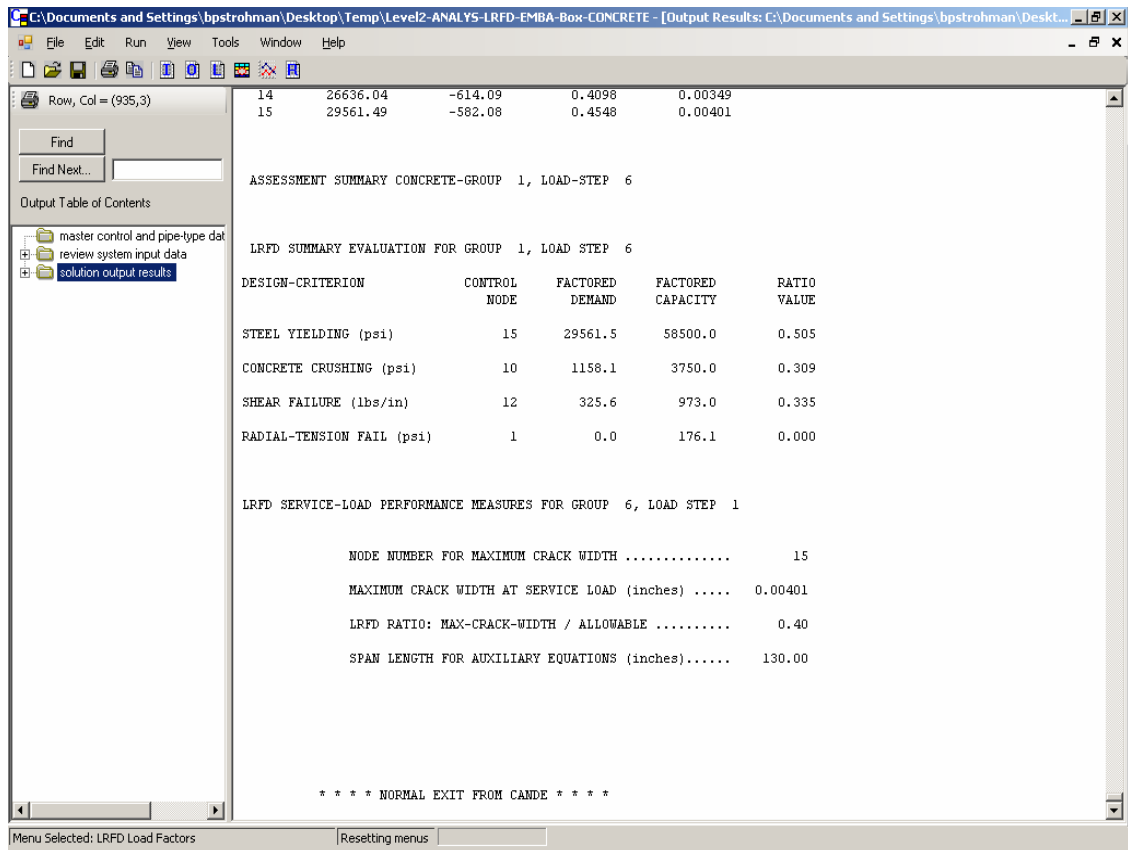 C:\Documents and Settings\bpstrohman\Desktop\Temp\Level2-ANALYS-LRFD-EMBA-Box-CONCRETE - [Output Results: C:\Documents and Settings\bpstrohman\Deskt...
File Edit Run View Tools Window Help
Row, Col = (935,3)
Find
Find Next...
Output Table of Contents
master control and pipe-type dat
review system input data
solution output results
14 26636.04 -614.09 0.4098 0.00349
15 29561.49 -582.08 0.4548 0.00401
ASSESSMENT SUMMARY CONCRETE-GROUP 1, LOAD-STEP 6
LRFD SUMMARY EVALUATION FOR GROUP 1, LOAD STEP 6
DESIGN-CRITERION CONTROL FACTORED FACTORED RATIO
NODE DEMAND CAPACITY VALUE
STEEL YIELDING (psi) 15 29561.5 58500.0 0.505
CONCRETE CRUSHING (psi) 10 1158.1 3750.0 0.309
SHEAR FAILURE (lbs/in) 12 325.6 973.0 0.335
RADIAL-TENSION FAIL (psi) 1 0.0 176.1 0.000
LRFD SERVICE-LOAD PERFORMANCE MEASURES FOR GROUP 6, LOAD STEP 1
NODE NUMBER FOR MAXIMUM CRACK WIDTH .............. 15
MAXIMUM CRACK WIDTH AT SERVICE LOAD (inches) ..... 0.00401
LRFD RATIO: MAX-CRACK-WIDTH / ALLOWABLE .......... 0.40
SPAN LENGTH FOR AUXILIARY EQUATIONS (inches)...... 130.00
* * * * NORMAL EXIT FROM CANDE * * * *
Menu Selected: LRFD Load Factors Resetting menus